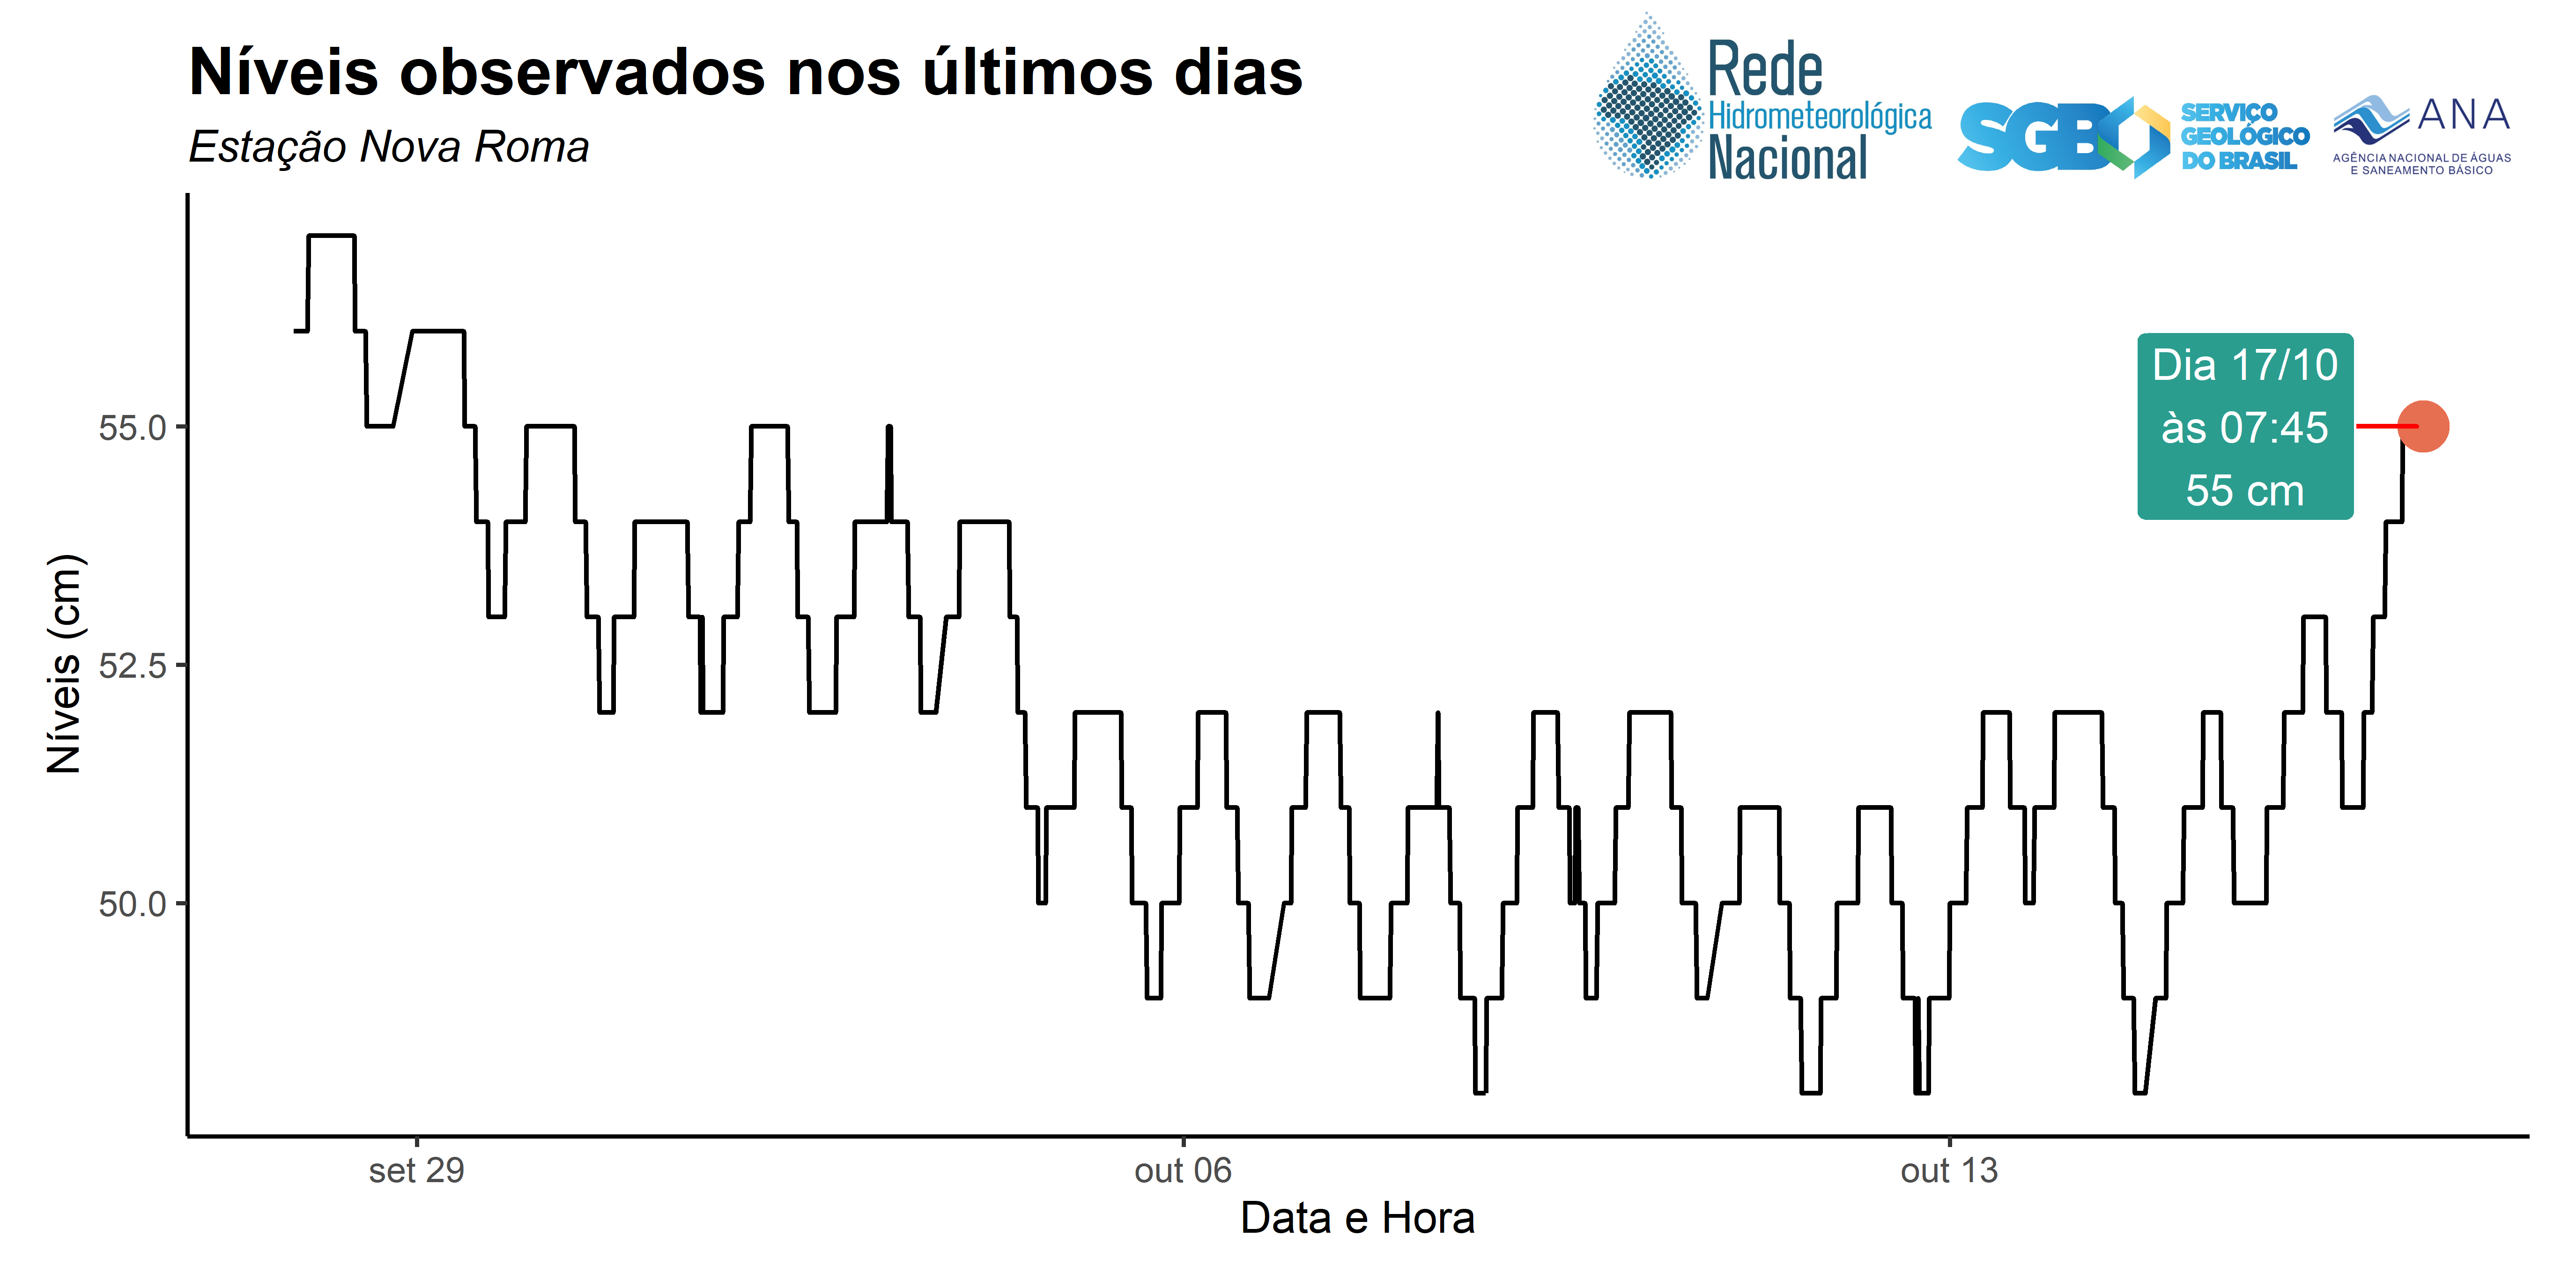 Níveis observados nos últimos dias
Estação Nova Roma
Rede
Hidrometeorológica
Nacional
SGB
SERVIÇO
GEOLÓGICO
DO BRASIL
ANA
AGÊNCIA NACIONAL DE ÁGUAS
E SANEAMENTO BÁSICO
Dia 17/10
às 07:45
55 cm
Níveis (cm)
55.0
52.5
50.0
set 29
out 06
out 13
Data e Hora